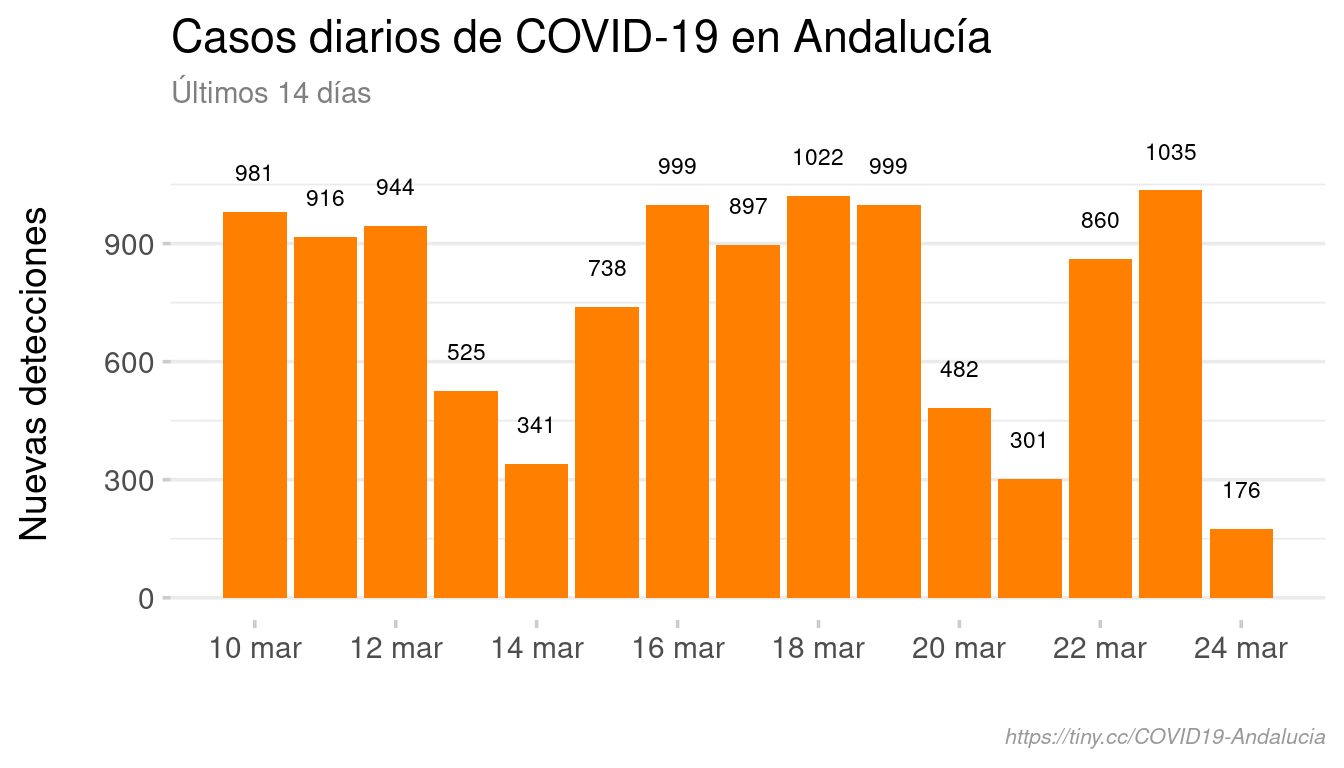 Casos diarios de COVID-19 en Andalucía
Últimos 14 días
Nuevas detecciones
900
600
300
0
981
916
944
525
341
738
999
897
1022
999
482
301
860
1035
176
10 mar
12 mar
14 mar
16 mar
18 mar
20 mar
22 mar
24 mar
https://tiny.cc/COVID19-Andalucia